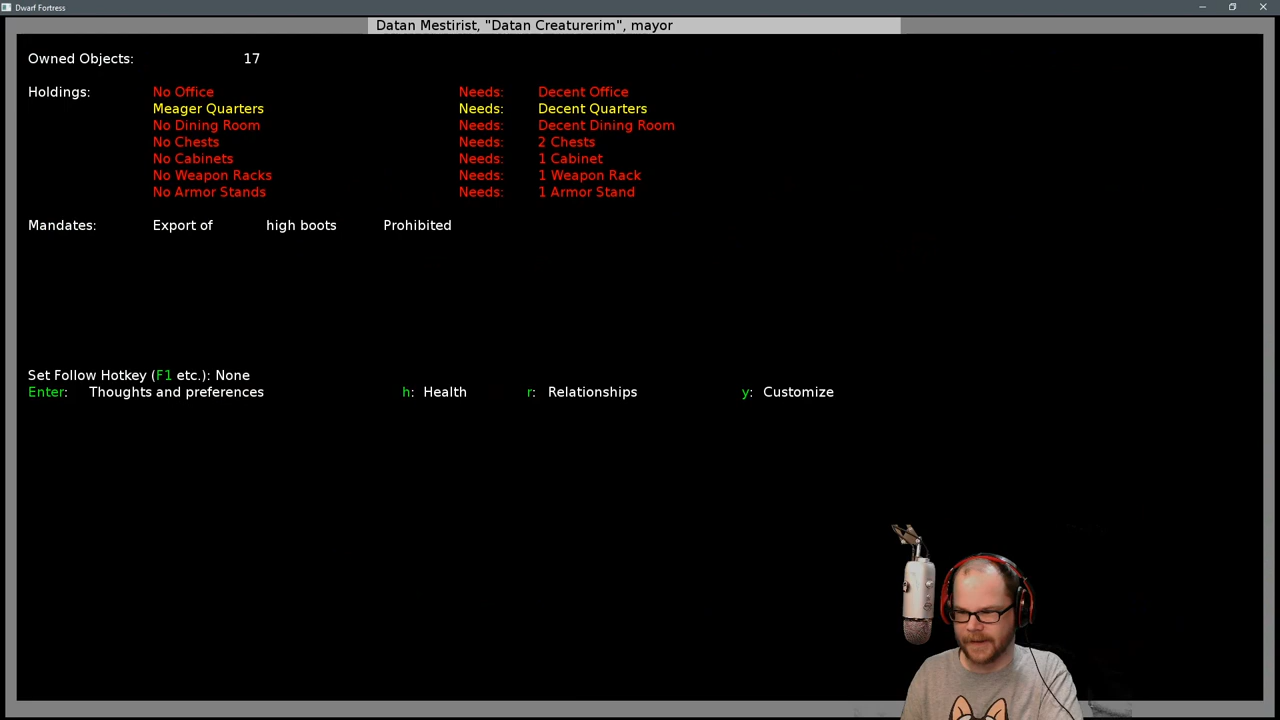 Dwarf Fortress
Datan Mestirist, "Datan Creaturerim", mayor
Owned Objects: 17
Holdings: No Office Needs: Decent Office
Meager Quarters Needs: Decent Quarters
No Dining Room Needs: Decent Dining Room
No Chests Needs: 2 Chests
No Cabinets Needs: 1 Cabinet
No Weapon Racks Needs: 1 Weapon Rack
No Armor Stands Needs: 1 Armor Stand
Mandates: Export of high boots Prohibited
Set Follow Hotkey (F1 etc.): None
Enter: Thoughts and preferences h: Health r: Relationships y: Customize